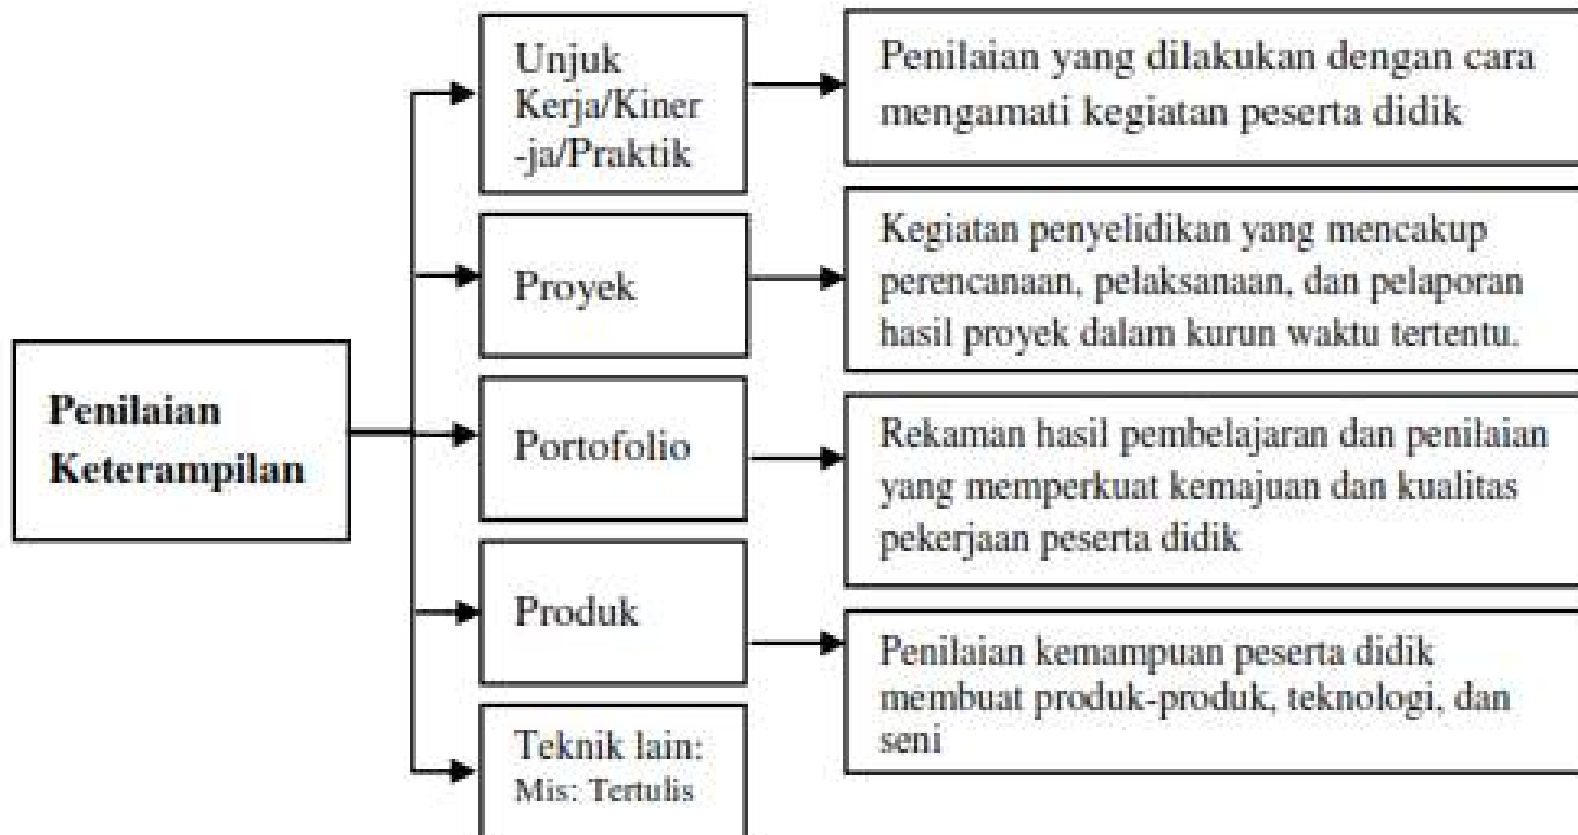 Penilaian
Keterampilan
Unjuk
Kerja/Kiner
-ja/Praktik
Penilaian yang dilakukan dengan cara
mengamati kegiatan peserta didik
Proyek
Kegiatan penyelidikan yang mencakup
perencanaan, pelaksanaan, dan pelaporan
hasil proyek dalam kurun waktu tertentu.
Portofolio
Rekaman hasil pembelajaran dan penilaian
yang memperkuat kemajuan dan kualitas
pekerjaan peserta didik
Produk
Penilaian kemampuan peserta didik
membuat produk-produk, teknologi, dan
seni
Teknik lain:
Mis: Tertulis